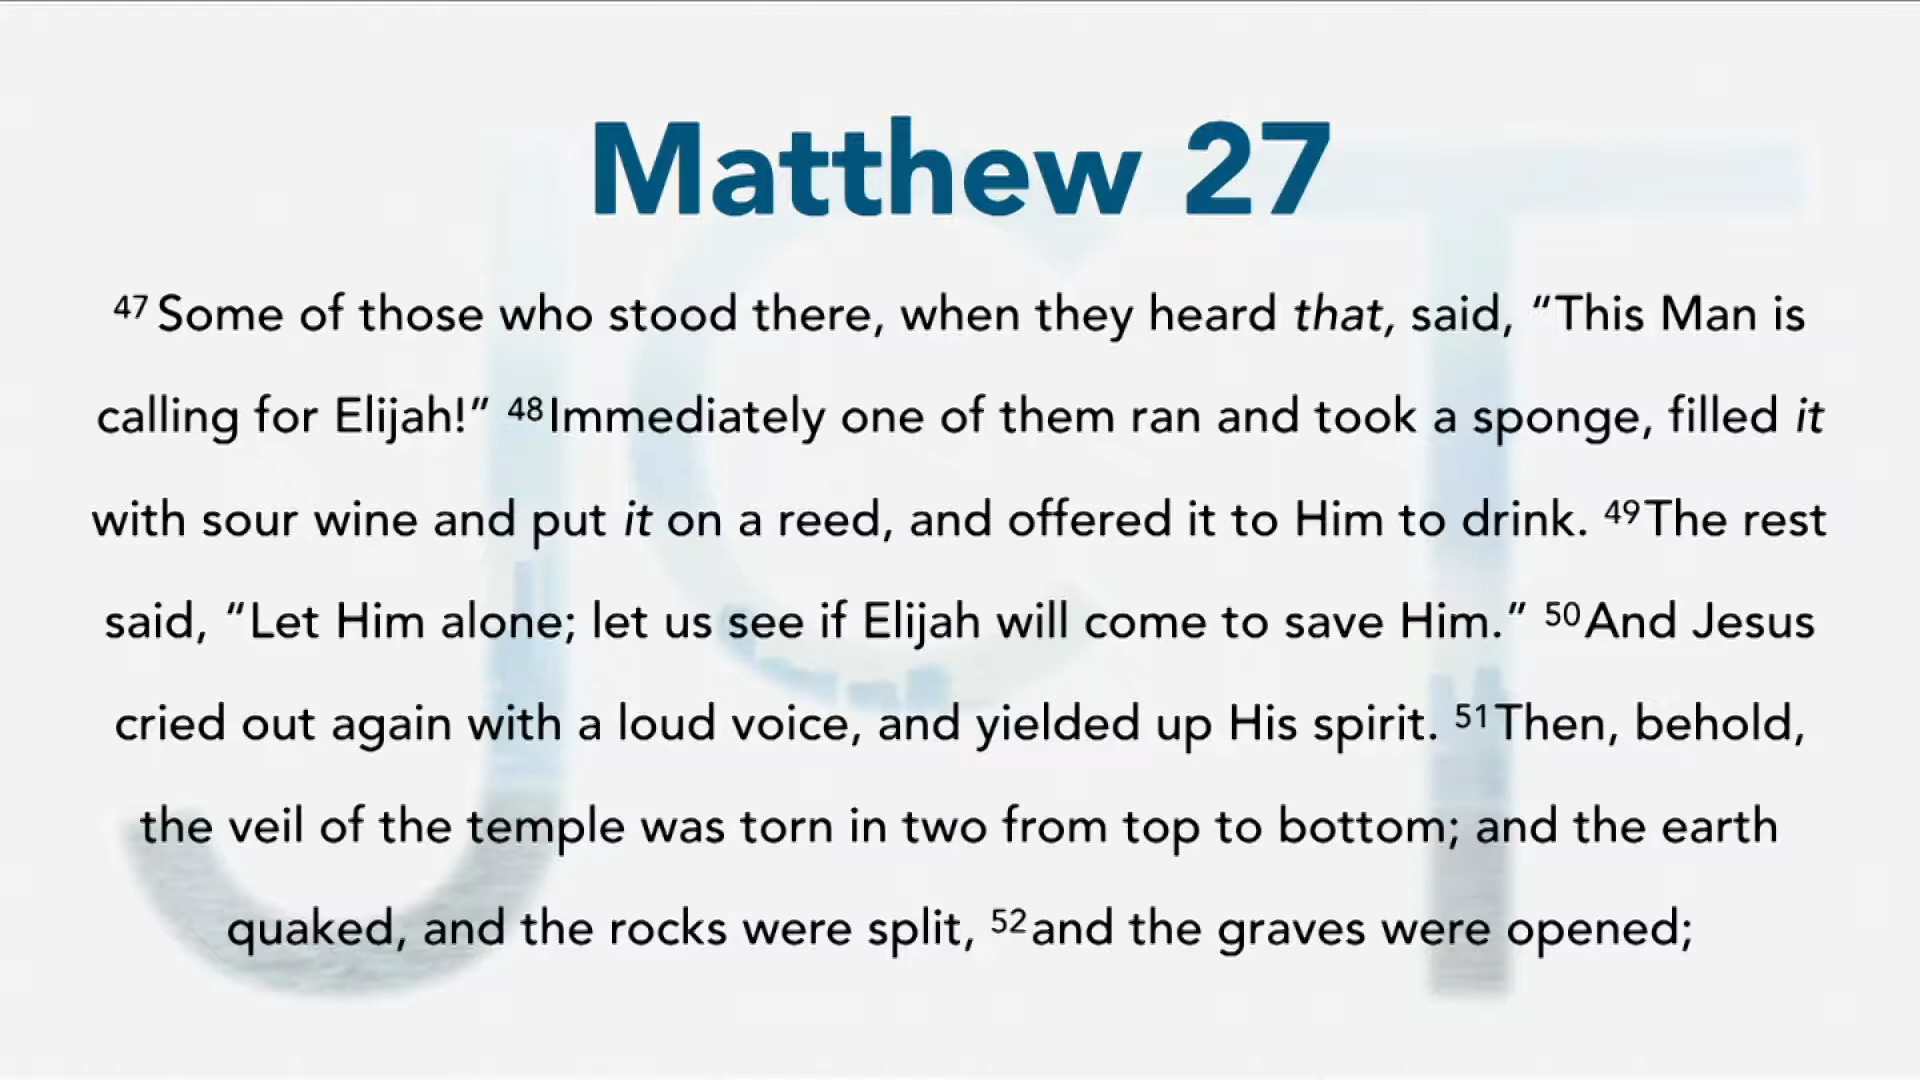 Matthew 27
47 Some of those who stood there, when they heard that, said, “This Man is
calling for Elijah!” 48 Immediately one of them ran and took a sponge, filled it
with sour wine and put it on a reed, and offered it to Him to drink. 49 The rest
said, “Let Him alone; let us see if Elijah will come to save Him.” 50 And Jesus
cried out again with a loud voice, and yielded up His spirit. 51 Then, behold,
the veil of the temple was torn in two from top to bottom; and the earth
quaked, and the rocks were split, 52 and the graves were opened;
JCT